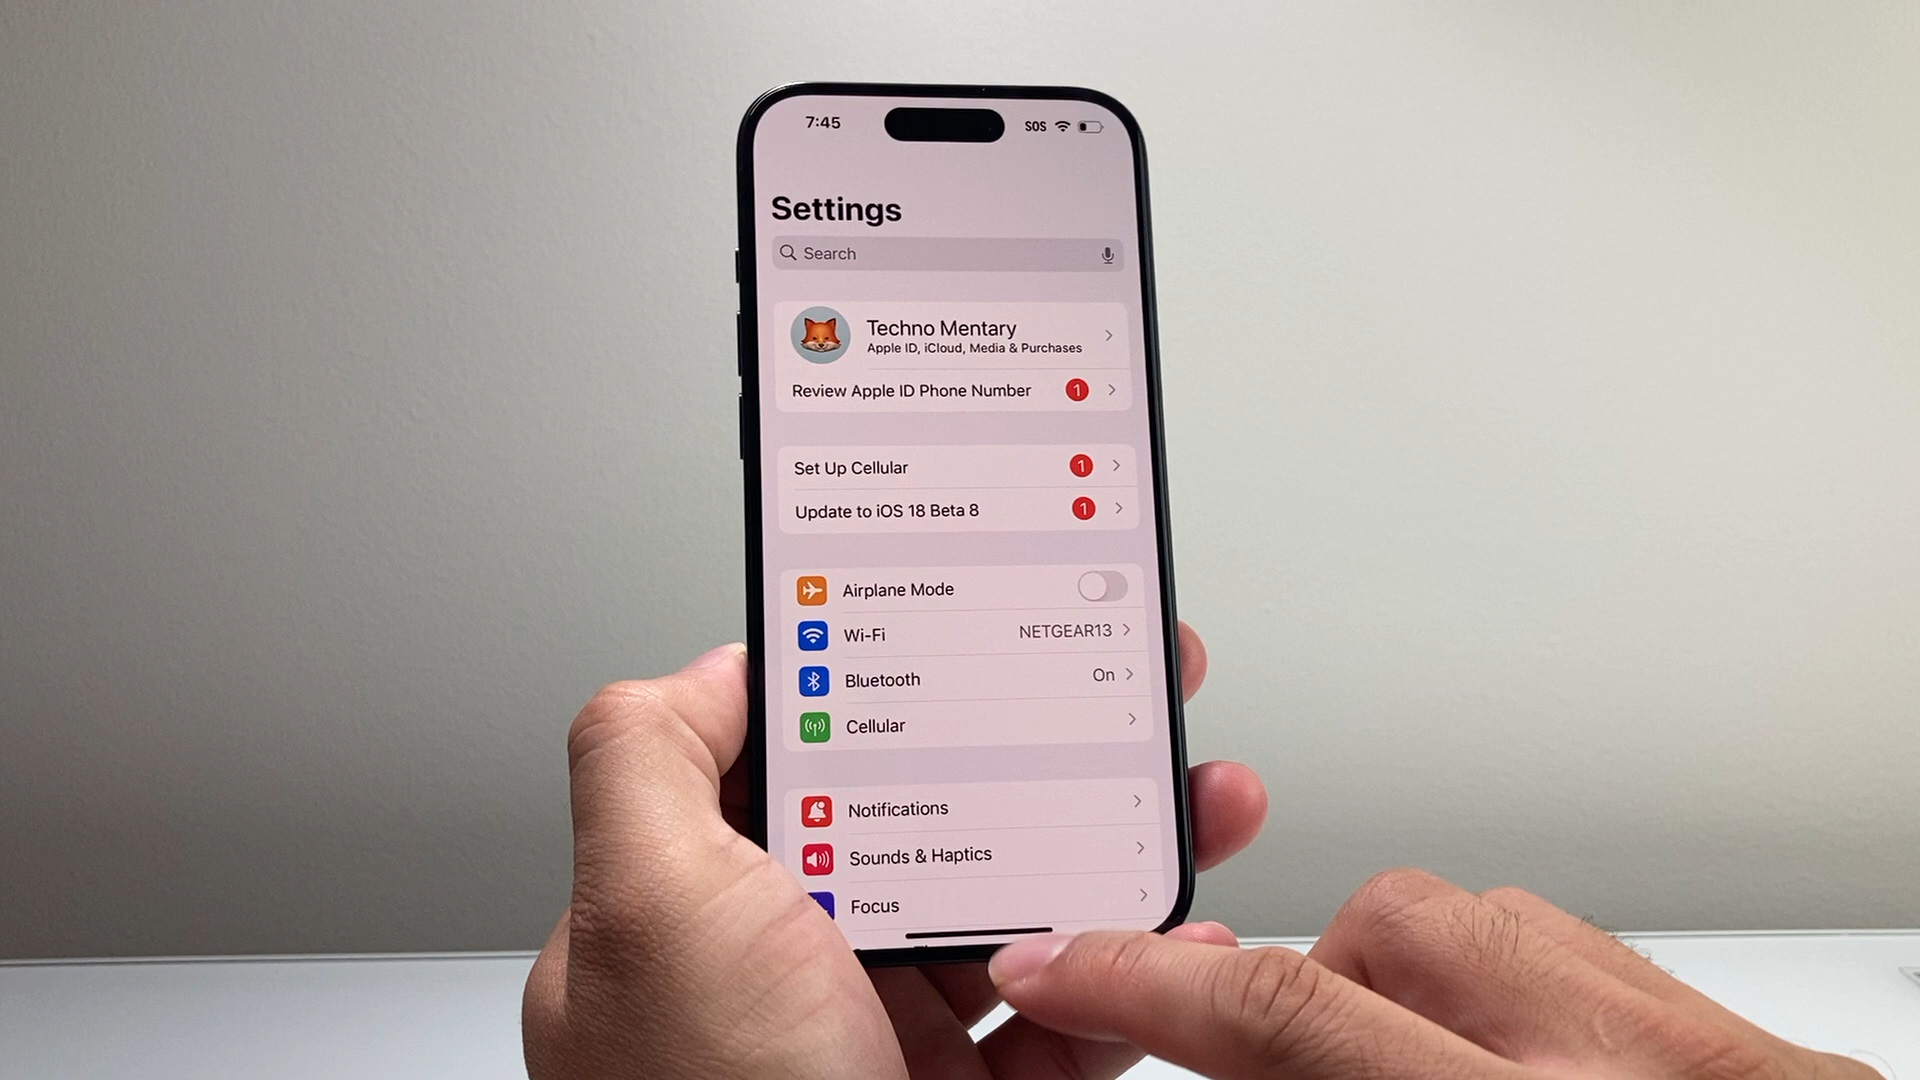 7:45
SOS
Settings
Search
Techno Mentary
Apple ID, iCloud, Media & Purchases
Review Apple ID Phone Number 1
Set Up Cellular 1
Update to iOS 18 Beta 8 1
Airplane Mode
Wi-Fi NETGEAR13
Bluetooth On
Cellular
Notifications
Sounds & Haptics
Focus